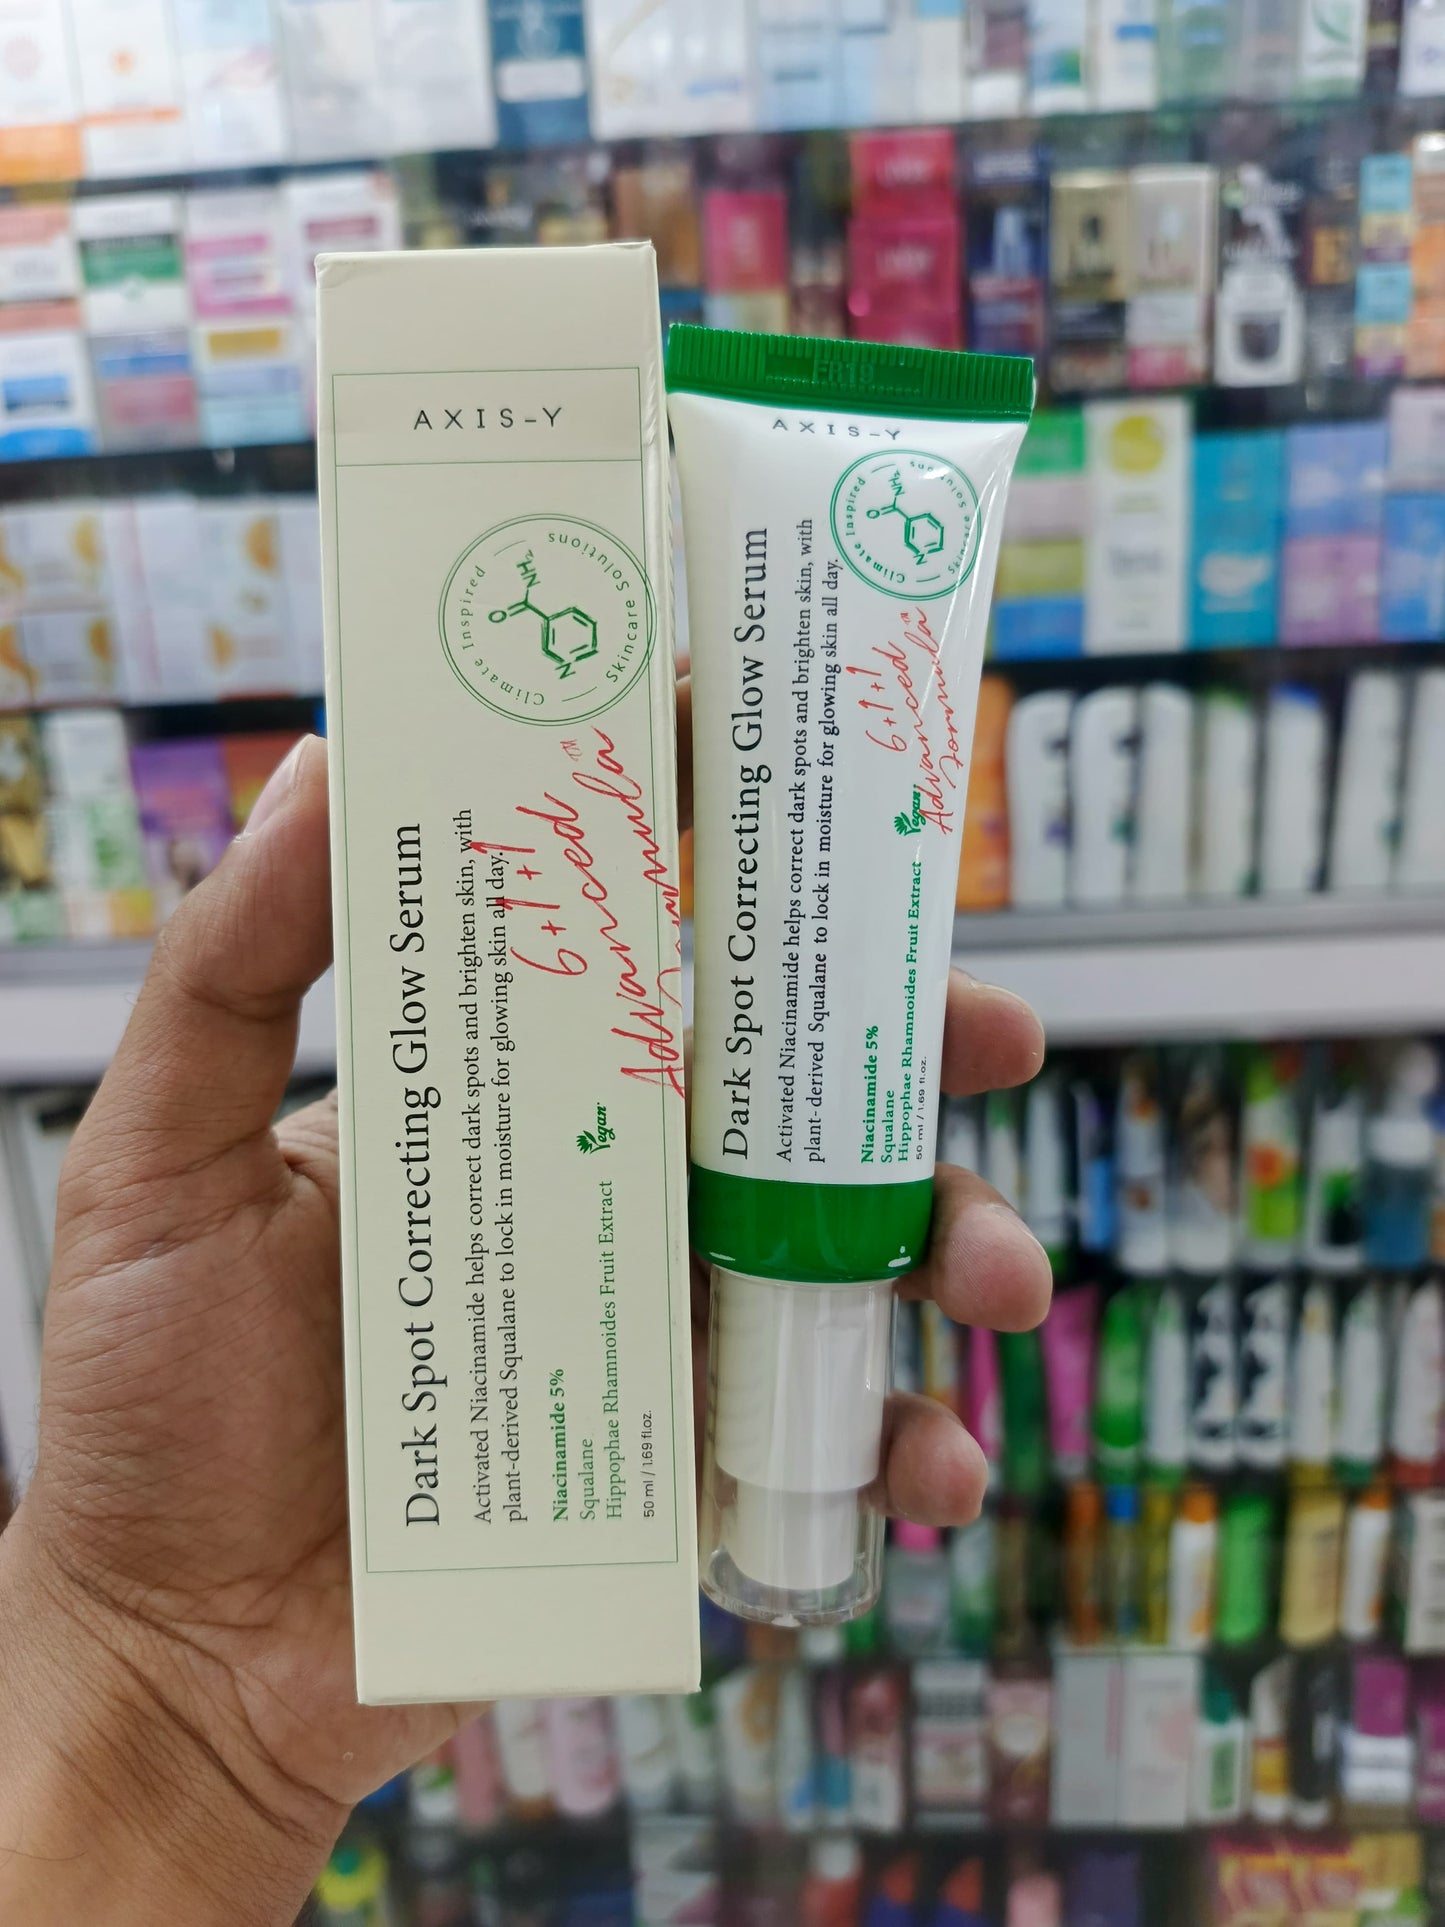 AXIS-Y
Climate Inspired
Skincare Solutions
NH₂
O
N
6+1+1
Advanced
Formula™
Dark Spot Correcting Glow Serum
Activated Niacinamide helps correct dark spots and brighten skin, with
plant-derived Squalane to lock in moisture for glowing skin all day.
Vegan
Niacinamide 5%
Squalane
Hippophae Rhamnoides Fruit Extract
50 ml / 1.69 fl.oz.
AXIS-Y
Climate Inspired
Skincare Solutions
NH₂
O
N
6+1+1
Advanced
Formula™
Dark Spot Correcting Glow Serum
Activated Niacinamide helps correct dark spots and brighten skin, with
plant-derived Squalane to lock in moisture for glowing skin all day.
Vegan
Niacinamide 5%
Squalane
Hippophae Rhamnoides Fruit Extract
50 ml / 1.69 fl.oz.